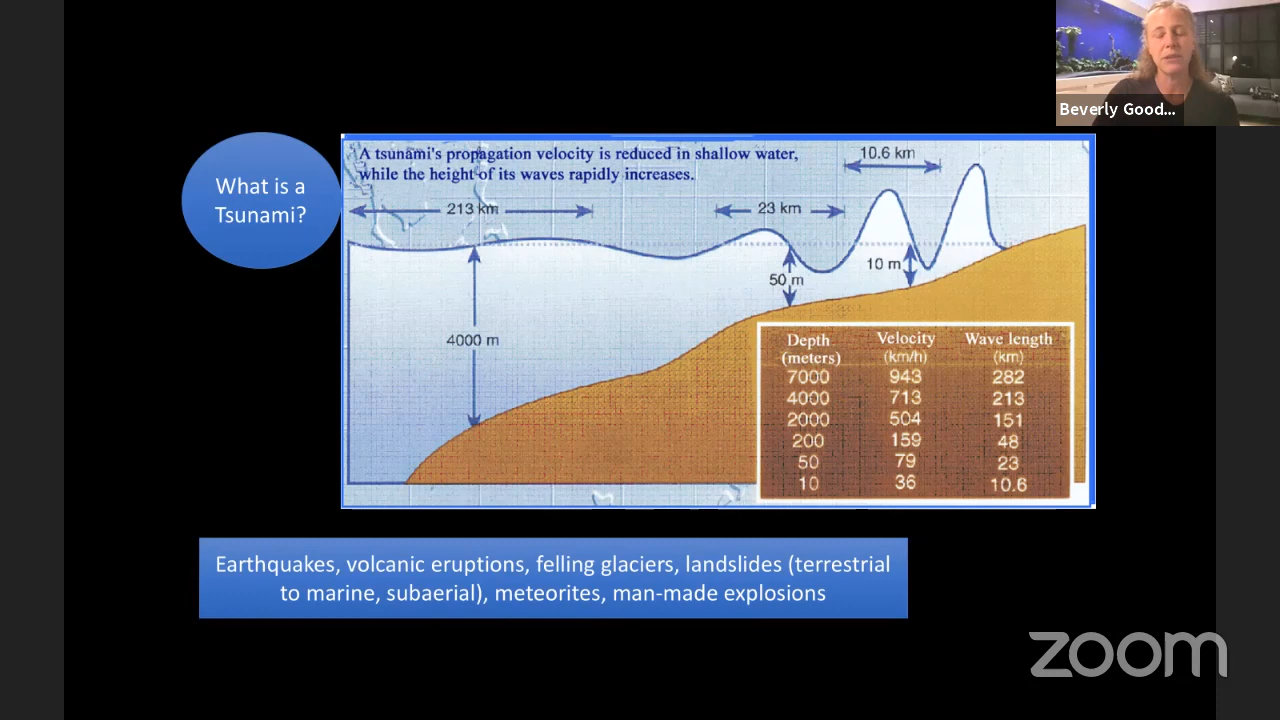 Beverly Good...
What is a
Tsunami?
A tsunami's propagation velocity is reduced in shallow water,
while the height of its waves rapidly increases.
10.6 km
213 km
23 km
10 m
50 m
4000 m
Depth Velocity Wave length
(meters) (km/h) (km)
7000 943 282
4000 713 213
2000 504 151
200 159 48
50 79 23
10 36 10.6
Earthquakes, volcanic eruptions, felling glaciers, landslides (terrestrial
to marine, subaerial), meteorites, man-made explosions
zoom